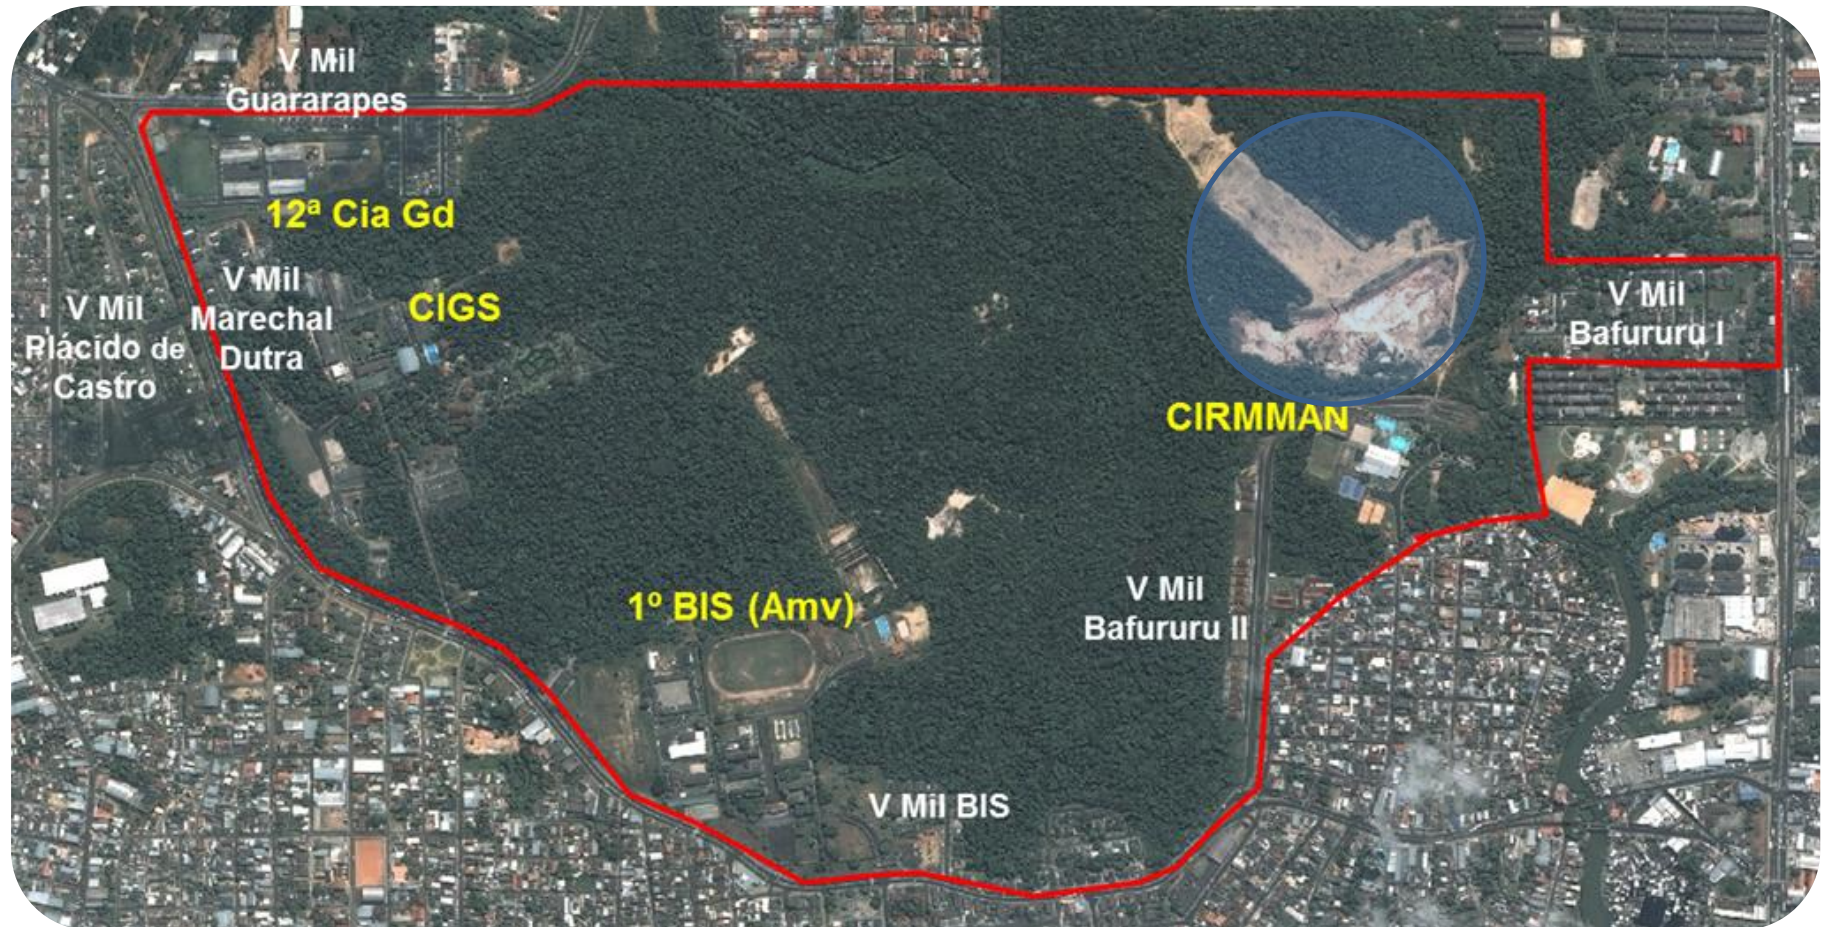 V Mil
Guararapes
12ª Cia Gd
V Mil
Marechal
Dutra
V Mil
Plácido de
Castro
CIGS
V Mil
Bafururu I
CIRMMAN
1º BIS (Amv)
V Mil
Bafururu II
V Mil BIS